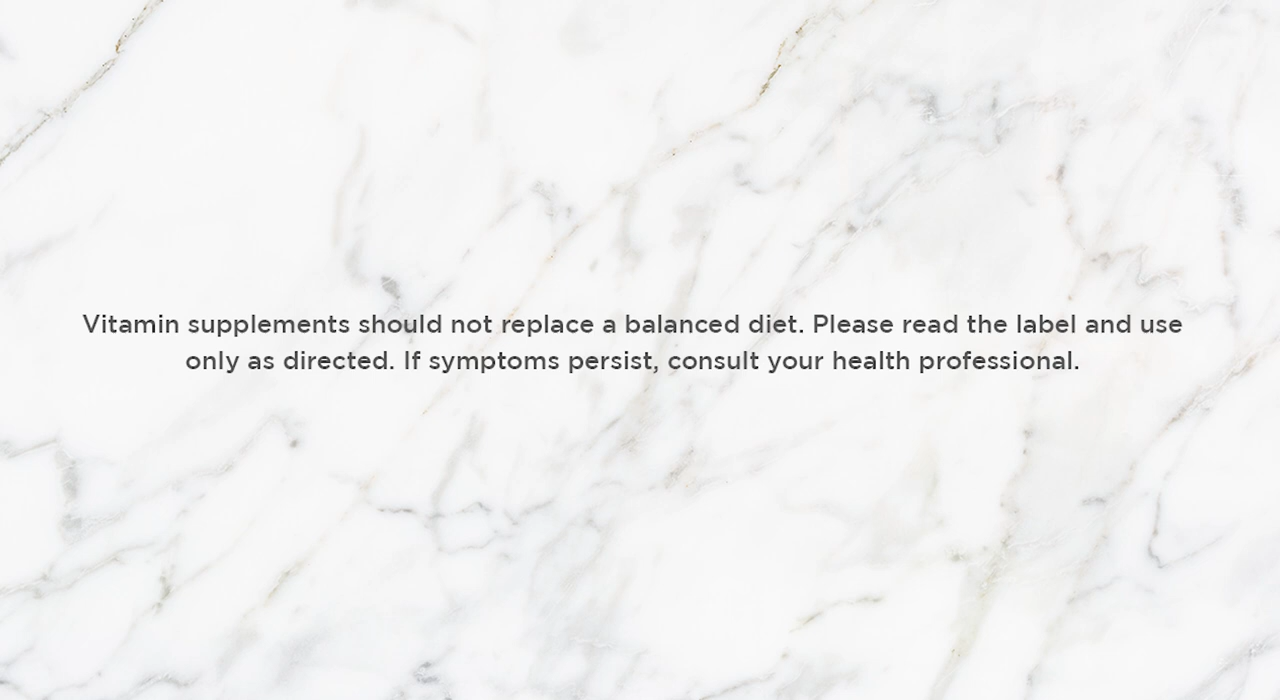 Vitamin supplements should not replace a balanced diet. Please read the label and use
only as directed. If symptoms persist, consult your health professional.